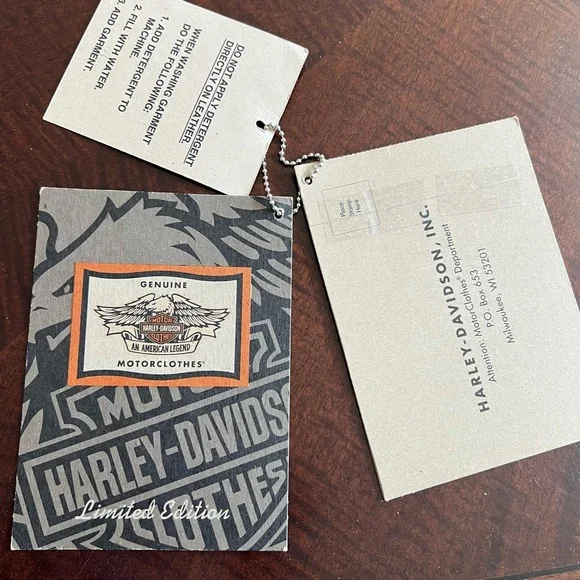 DO NOT APPLY DETERGENT
DIRECTLY ON LEATHER.
WHEN WASHING GARMENT
DO THE FOLLOWING:
1. ADD DETERGENT TO
MACHINE.
2. FILL WITH WATER.
3. ADD GARMENT.
GENUINE
MOTOR
HARLEY-DAVIDSON
CLOTHES
AN AMERICAN LEGEND
MOTORCLOTHES®
MOTOR
HARLEY-DAVIDS
CLOTHES
Limited Edition
Place
Stamp
Here
HARLEY-DAVIDSON, INC.
Attention: MotorClothes® Department
P.O. Box 653
Milwaukee, WI 53201